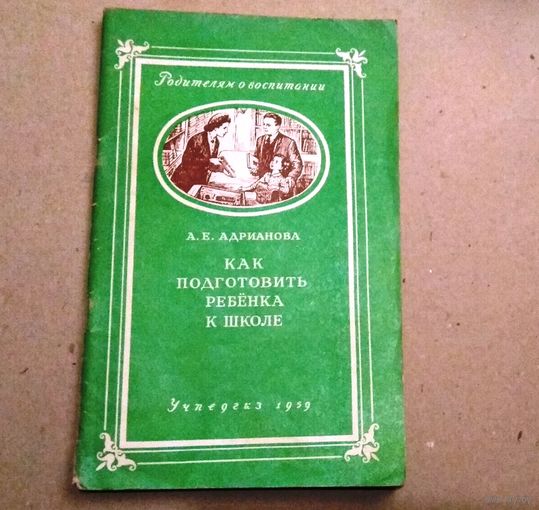 Родителям о воспитании
А. Е. АДРИАНОВА
КАК
ПОДГОТОВИТЬ
РЕБЁНКА
К ШКОЛЕ
Учпедгиз 1959